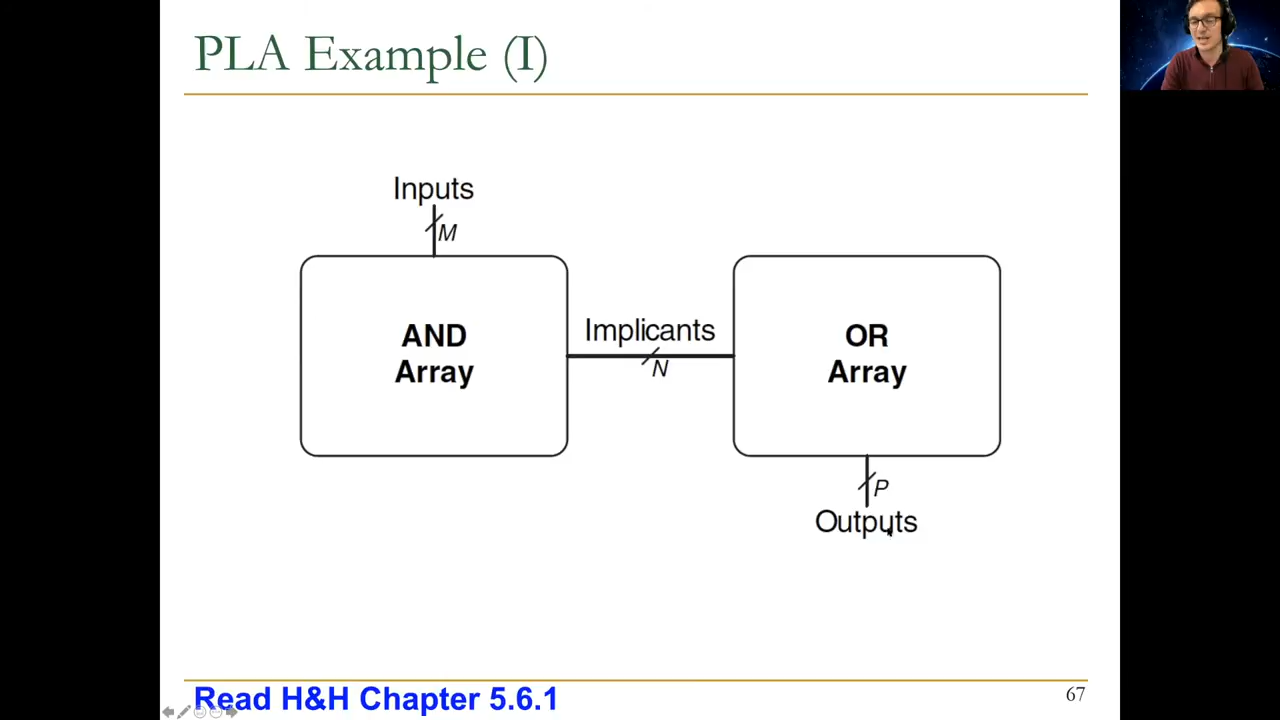 PLA Example (I)
Inputs
M
AND
Array
Implicants
N
OR
Array
P
Outputs
Read H&H Chapter 5.6.1
67